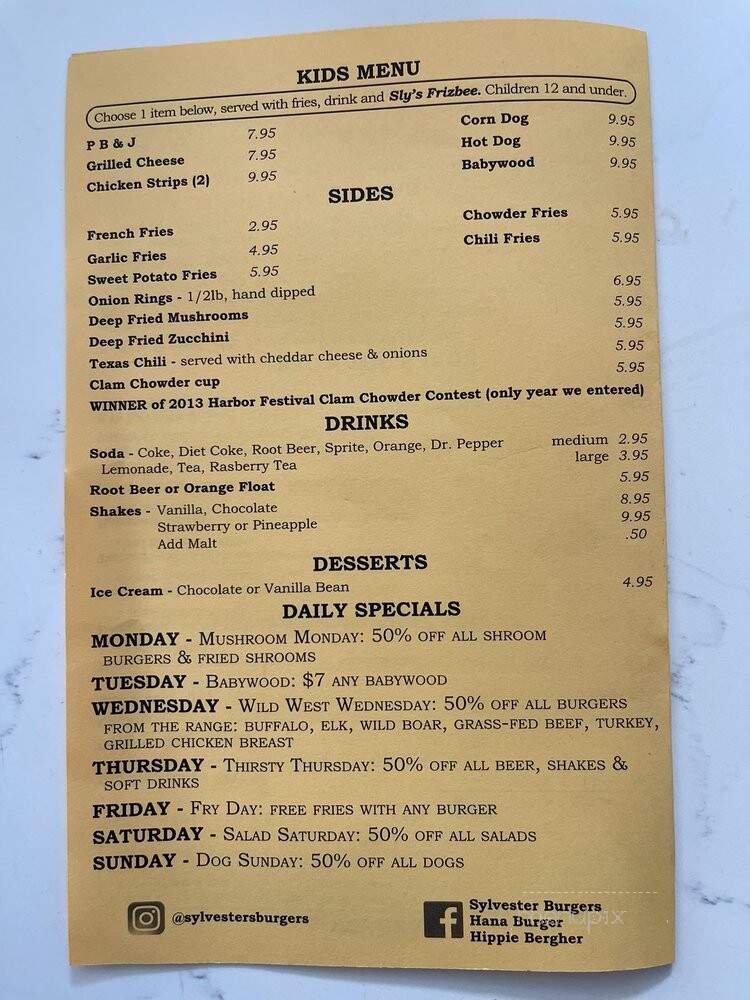 KIDS MENU
Choose 1 item below, served with fries, drink and Sly's Frizbee. Children 12 and under.
P B & J 7.95 Corn Dog 9.95
Grilled Cheese 7.95 Hot Dog 9.95
Chicken Strips (2) 9.95 Babywood 9.95
SIDES
French Fries 2.95 Chowder Fries 5.95
Garlic Fries 4.95 Chili Fries 5.95
Sweet Potato Fries 5.95
Onion Rings - 1/2lb, hand dipped 6.95
Deep Fried Mushrooms 5.95
Deep Fried Zucchini 5.95
Texas Chili - served with cheddar cheese & onions 5.95
Clam Chowder cup 5.95
WINNER of 2013 Harbor Festival Clam Chowder Contest (only year we entered)
DRINKS
Soda - Coke, Diet Coke, Root Beer, Sprite, Orange, Dr. Pepper medium 2.95
Lemonade, Tea, Rasberry Tea large 3.95
Root Beer or Orange Float 5.95
Shakes - Vanilla, Chocolate 8.95
Strawberry or Pineapple 9.95
Add Malt .50
DESSERTS
Ice Cream - Chocolate or Vanilla Bean 4.95
DAILY SPECIALS
MONDAY - MUSHROOM MONDAY: 50% OFF ALL SHROOM
BURGERS & FRIED SHROOMS
TUESDAY - BABYWOOD: $7 ANY BABYWOOD
WEDNESDAY - WILD WEST WEDNESDAY: 50% OFF ALL BURGERS
FROM THE RANGE: BUFFALO, ELK, WILD BOAR, GRASS-FED BEEF, TURKEY,
GRILLED CHICKEN BREAST
THURSDAY - THIRSTY THURSDAY: 50% OFF ALL BEER, SHAKES &
SOFT DRINKS
FRIDAY - FRY DAY: FREE FRIES WITH ANY BURGER
SATURDAY - SALAD SATURDAY: 50% OFF ALL SALADS
SUNDAY - DOG SUNDAY: 50% OFF ALL DOGS
@sylvestersburgers
Sylvester Burgers
Hana Burger
Hippie Bergher